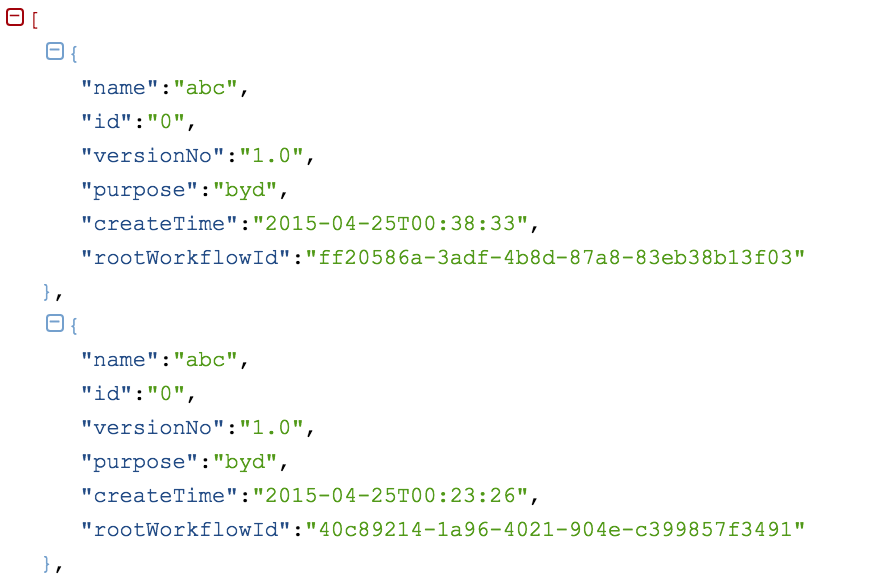 [
{
"name":"abc",
"id":"0",
"versionNo":"1.0",
"purpose":"byd",
"createTime":"2015-04-25T00:38:33",
"rootWorkflowId":"ff20586a-3adf-4b8d-87a8-83eb38b13f03"
},
{
"name":"abc",
"id":"0",
"versionNo":"1.0",
"purpose":"byd",
"createTime":"2015-04-25T00:23:26",
"rootWorkflowId":"40c89214-1a96-4021-904e-c399857f3491"
},